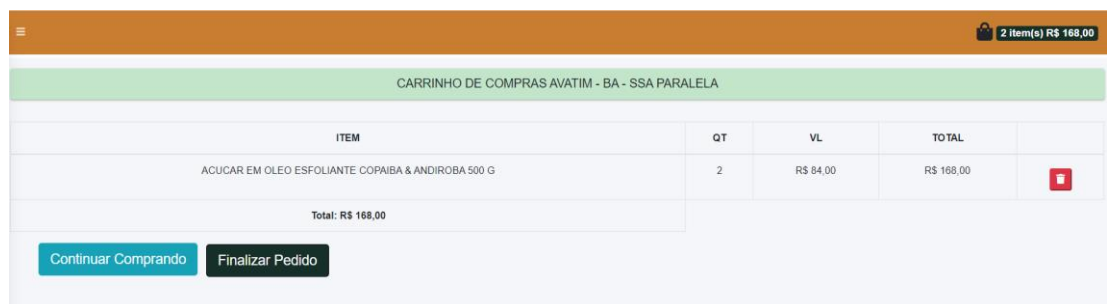 2 item(s) R$ 168,00
CARRINHO DE COMPRAS AVATIM - BA - SSA PARALELA
ITEM QT VL TOTAL
ACUCAR EM OLEO ESFOLIANTE COPAIBA & ANDIROBA 500 G 2 R$ 84,00 R$ 168,00
Total: R$ 168,00
Continuar Comprando Finalizar Pedido